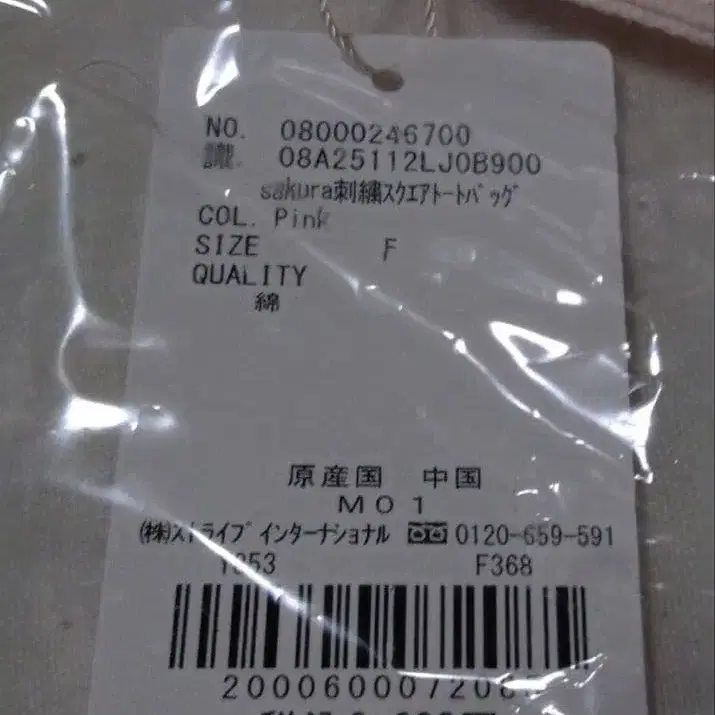 NO. 08000246700
識. 08A25112LJ0B900
sakura刺繍スクエアトートバッグ
COL. Pink
SIZE F
QUALITY
綿
原産国 中国
M01
(株)ストライプインターナショナル 0120-659-591
1353 F368